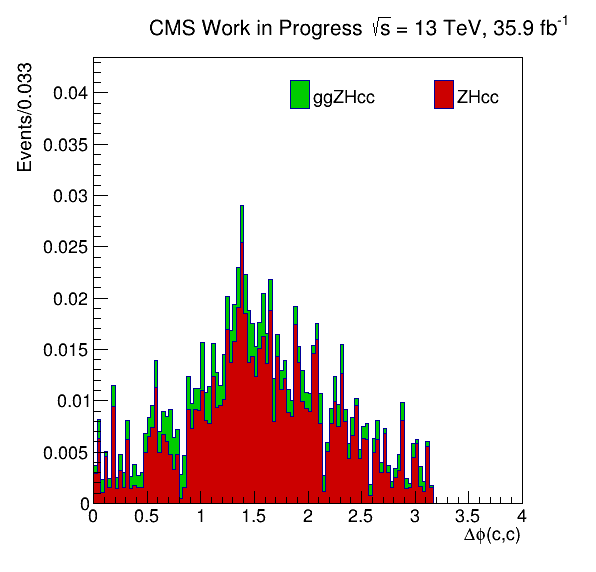 CMS Work in Progress √s = 13 TeV, 35.9 fb⁻¹
Events/0.033
ggZHcc ZHcc
0.04
0.035
0.03
0.025
0.02
0.015
0.01
0.005
0
0 0.5 1 1.5 2 2.5 3 3.5 4
Δϕ(c,c)